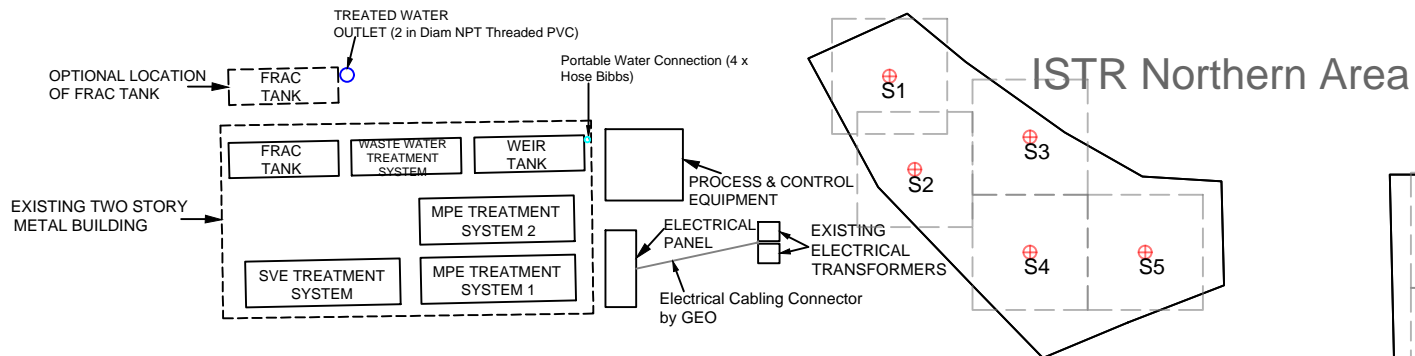 TREATED WATER
OUTLET (2 in Diam NPT Threaded PVC)
OPTIONAL LOCATION
OF FRAC TANK
FRAC
TANK
Portable Water Connection (4 x
Hose Bibbs)
ISTR Northern Area
S1
S2
S3
S4
S5
FRAC
TANK
WASTE WATER
TREATMENT
SYSTEM
WEIR
TANK
PROCESS & CONTROL
EQUIPMENT
EXISTING TWO STORY
METAL BUILDING
MPE TREATMENT
SYSTEM 2
ELECTRICAL
PANEL
EXISTING
ELECTRICAL
TRANSFORMERS
SVE TREATMENT
SYSTEM
MPE TREATMENT
SYSTEM 1
Electrical Cabling Connector
by GEO